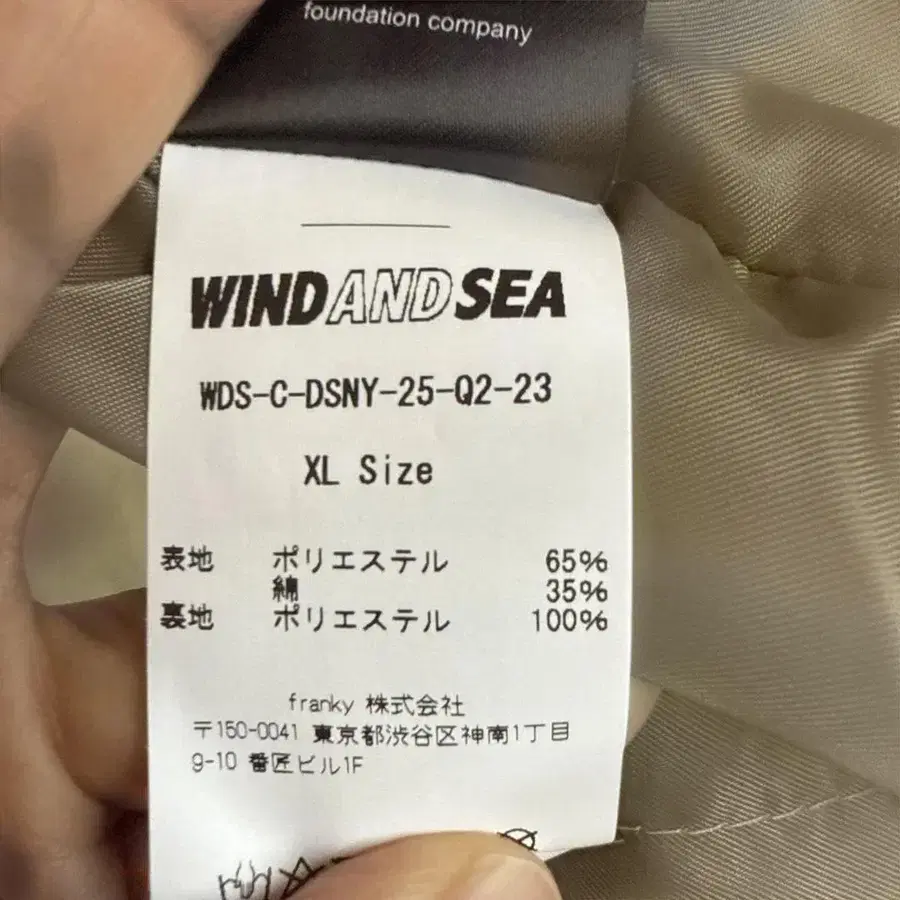 foundation company
WINDANDSEA
WDS-C-DSNY-25-Q2-23
XL Size
表地 ポリエステル 65%
綿 35%
裏地 ポリエステル 100%
franky 株式会社
〒150-0041 東京都渋谷区神南1丁目
9-10 番匠ビル1F